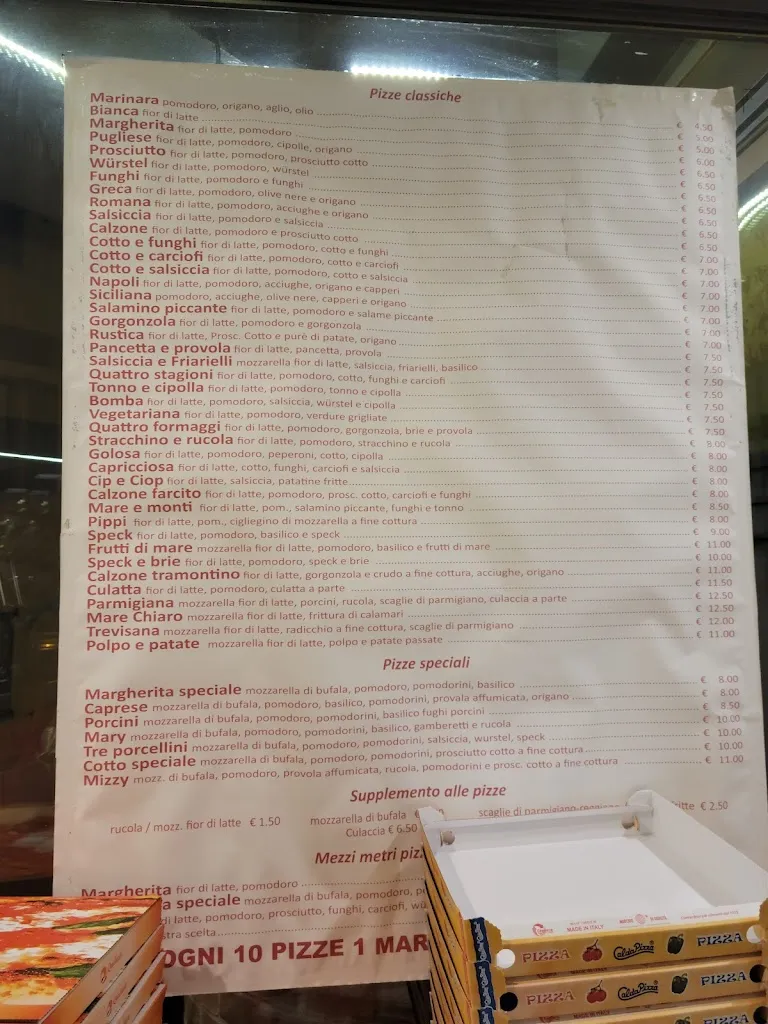 Pizze classiche
Marinara pomodoro, origano, aglio, olio € 4.50
Bianca fior di latte € 5.00
Margherita fior di latte, pomodoro € 5.00
Pugliese fior di latte, pomodoro, cipolle, origano € 6.00
Prosciutto fior di latte, pomodoro, prosciutto cotto € 6.50
Würstel fior di latte, pomodoro, würstel € 6.50
Funghi fior di latte, pomodoro e funghi € 6.50
Greca fior di latte, pomodoro, olive nere e origano € 6.50
Romana fior di latte, pomodoro, acciughe e origano € 6.50
Salsiccia fior di latte, pomodoro e salsiccia € 6.50
Calzone fior di latte, pomodoro e prosciutto cotto € 6.50
Cotto e funghi fior di latte, pomodoro, cotto e funghi € 7.00
Cotto e carciofi fior di latte, pomodoro, cotto e carciofi € 7.00
Cotto e salsiccia fior di latte, pomodoro, cotto e salsiccia € 7.00
Napoli fior di latte, pomodoro, acciughe, origano e capperi € 7.00
Siciliana pomodoro, acciughe, olive nere, capperi e origano € 7.00
Salamino piccante fior di latte, pomodoro e salame piccante € 7.00
Gorgonzola fior di latte, pomodoro e gorgonzola € 7.00
Rustica fior di latte, Prosc. Cotto e purè di patate, origano € 7.00
Pancetta e provola fior di latte, pancetta, provola € 7.50
Salsiccia e Friarielli mozzarella fior di latte, salsiccia, friarielli, basilico € 7.50
Quattro stagioni fior di latte, pomodoro, cotto, funghi e carciofi € 7.50
Tonno e cipolla fior di latte, pomodoro, tonno e cipolla € 7.50
Bomba fior di latte, pomodoro, salsiccia, würstel e cipolla € 7.50
Vegetariana fior di latte, pomodoro, verdure grigliate € 7.50
Quattro formaggi fior di latte, pomodoro, gorgonzola, brie e provola € 7.50
Stracchino e rucola fior di latte, pomodoro, stracchino e rucola € 8.00
Golosa fior di latte, pomodoro, peperoni, cotto, cipolla € 8.00
Capricciosa fior di latte, cotto, funghi, carciofi e salsiccia € 8.00
Cip e Ciop fior di latte, salsiccia, patatine fritte € 8.00
Calzone farcito fior di latte, pomodoro, prosc. cotto, carciofi e funghi € 8.00
Mare e monti fior di latte, pom., salamino piccante, funghi e tonno € 8.50
Pippi fior di latte, pom., cigliegino di mozzarella a fine cottura € 8.00
Speck fior di latte, pomodoro, basilico e speck € 9.00
Frutti di mare mozzarella fior di latte, pomodoro, basilico e frutti di mare € 11.00
Speck e brie fior di latte, pomodoro, speck e brie € 10.00
Calzone tramontino fior di latte, gorgonzola e crudo a fine cottura, acciughe, origano € 11.00
Culatta fior di latte, pomodoro, culatta a parte € 11.50
Parmigiana mozzarella fior di latte, porcini, rucola, scaglie di parmigiano, culaccia a parte € 12.50
Mare Chiaro mozzarella fior di latte, frittura di calamari € 12.50
Trevisana mozzarella fior di latte, radicchio a fine cottura, scaglie di parmigiano € 12.00
Polpo e patate mozzarella fior di latte, polpo e patate passate € 11.00
Pizze speciali
Margherita speciale mozzarella di bufala, pomodoro, pomodorini, basilico € 8.00
Caprese mozzarella di bufala, pomodoro, basilico, pomodorini, provala affumicata, origano € 8.00
Porcini mozzarella di bufala, pomodoro, pomodorini, basilico fughi porcini € 8.50
Mary mozzarella di bufala, pomodoro, pomodorini, basilico, gamberetti e rucola € 10.00
Tre porcellini mozzarella di bufala, pomodoro, pomodorini, salsiccia, wurstel, speck € 10.00
Cotto speciale mozzarella di bufala, pomodoro, pomodorini, prosciutto cotto a fine cottura € 10.00
Mizzy mozz. di bufala, pomodoro, provola affumicata, rucola, pomodorini e prosc. cotto a fine cottura € 11.00
Supplemento alle pizze
rucola / mozz. fior di latte € 1.50 mozzarella di bufala € scaglie di parmigiano-reggiano fritte € 2.50
Culaccia € 6.50
Mezzi metri piz
Margherita fior di latte, pomodoro
a speciale mozzarella di bufala, pomodoro, p
di latte, pomodoro, prosciutto, funghi, carciofi, wü
stra scelta
OGNI 10 PIZZE 1 MAR
MADE IN ITALY
PIZZA CaldaPizza PIZZA
PIZZA CaldaPizza PIZZA
PIZZA CaldaPizza PIZZA